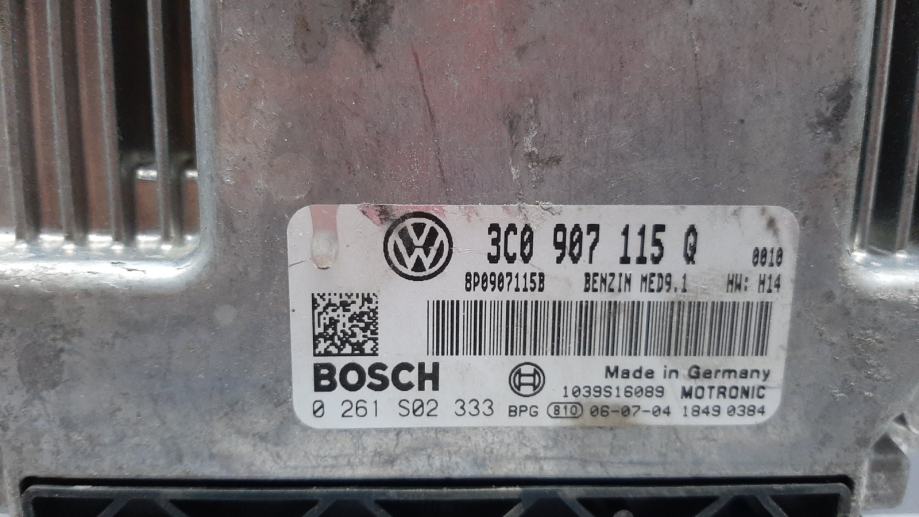 3C0 907 115 Q 0010
8P0907115B BENZIN MED9.1 HW: H14
BOSCH Made in Germany
1039S16089 MOTRONIC
0 261 S02 333 BPG 810 06-07-04 1849 0384